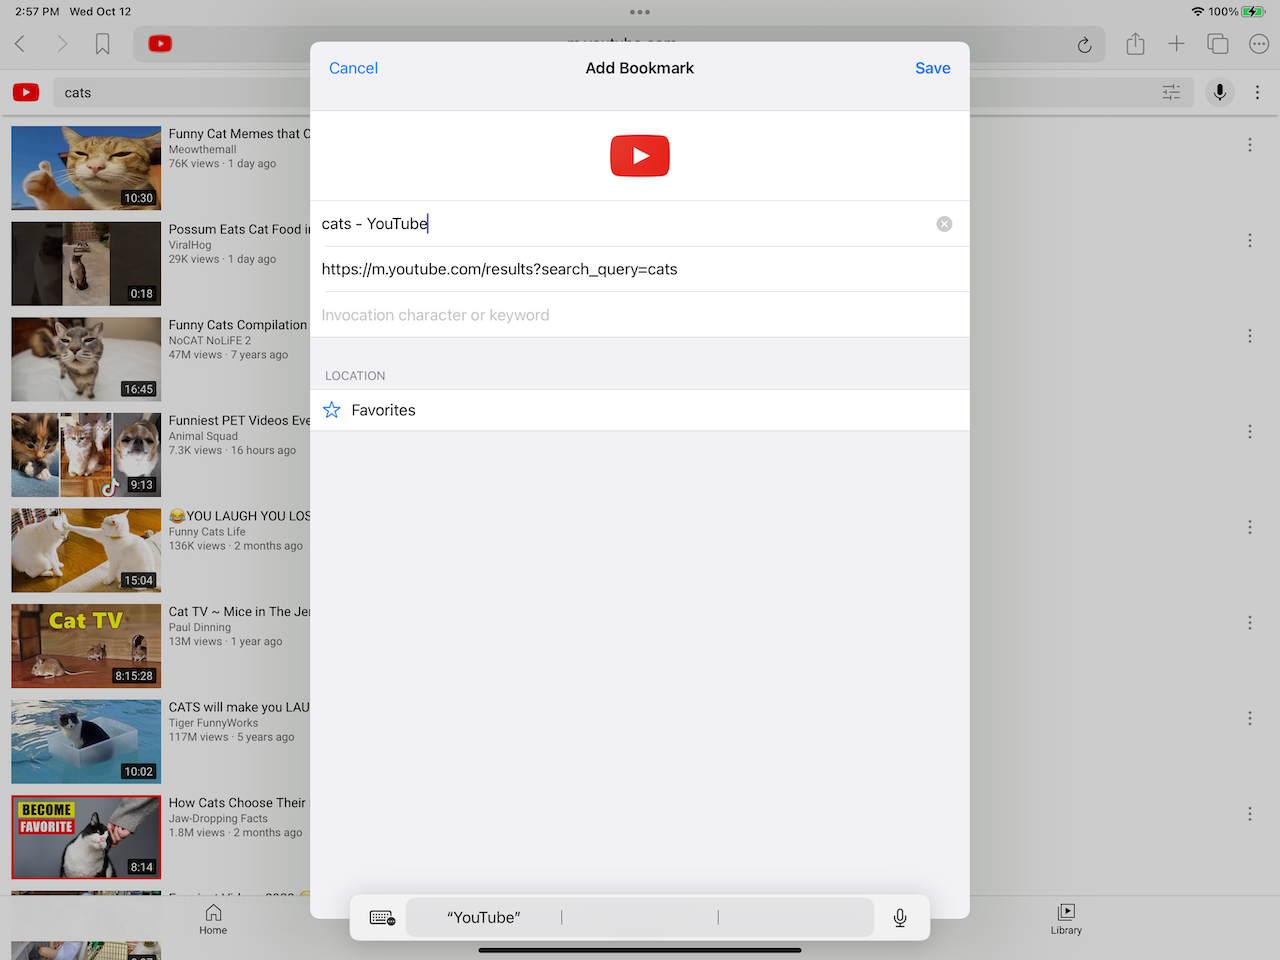 2:57 PM Wed Oct 12
100%
cats
Cancel
Add Bookmark
Save
cats - YouTube
https://m.youtube.com/results?search_query=cats
Invocation character or keyword
LOCATION
Favorites
Funny Cat Memes that
Meowthemall
76K views · 1 day ago
10:30
Possum Eats Cat Food
ViralHog
29K views · 1 day ago
0:18
Funny Cats Compilation
NoCAT NoLiFE 2
47M views · 7 years ago
16:45
Funniest PET Videos
Animal Squad
7.3K views · 16 hours ago
9:13
😂YOU LAUGH YOU
Funny Cats Life
136K views · 2 months ago
15:04
Cat TV
Cat TV ~ Mice in The
Paul Dinning
13M views · 1 year ago
8:15:28
CATS will make you
Tiger FunnyWorks
117M views · 5 years ago
10:02
BECOME
FAVORITE
How Cats Choose Their
Jaw-Dropping Facts
1.8M views · 2 months ago
8:14
Home
“YouTube”
Library